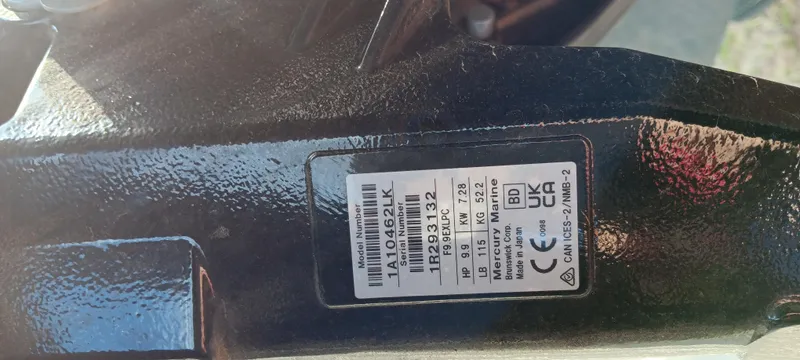 Model Number
1A10462LK
Serial Number
1R293132
F9.9EXLPC
HP 9.9 KW 7.28
LB 115 KG 52.2
Mercury Marine
Brunswick Corp.
Made in Japan
BD
CE 0098
UK
CA
CAN ICES-2/NMB-2